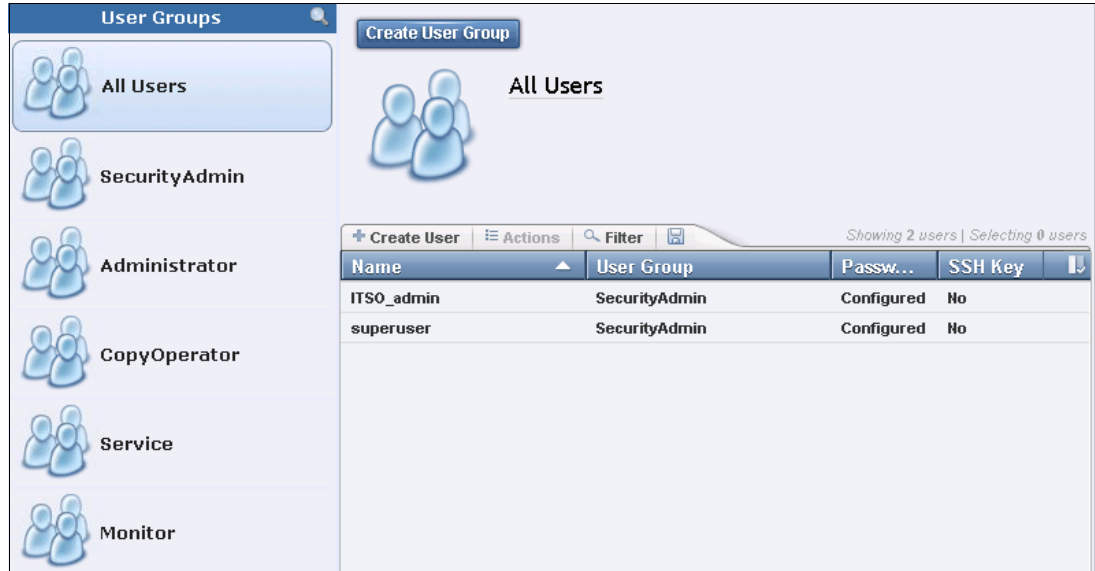 User Groups
All Users
SecurityAdmin
Administrator
CopyOperator
Service
Monitor
Create User Group
All Users
Create User Actions Filter Showing 2 users | Selecting 0 users
Name User Group Passw... SSH Key
ITSO_admin SecurityAdmin Configured No
superuser SecurityAdmin Configured No